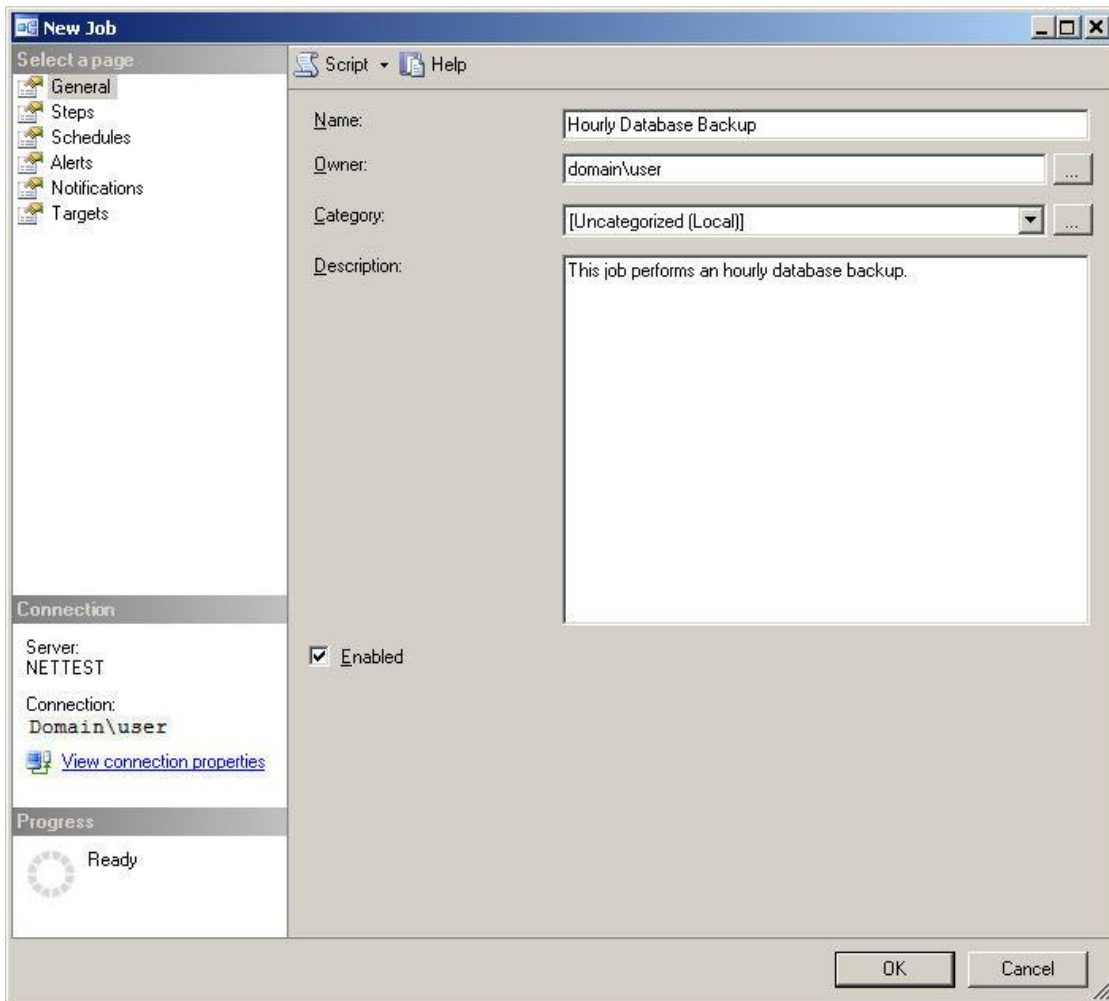 New Job
Select a page
General
Steps
Schedules
Alerts
Notifications
Targets
Script
Help
Name:
Hourly Database Backup
Owner:
domain\user
...
Category:
[Uncategorized (Local)]
...
Description:
This job performs an hourly database backup.
Enabled
Connection
Server:
NETTEST
Connection:
Domain\user
View connection properties
Progress
Ready
OK
Cancel